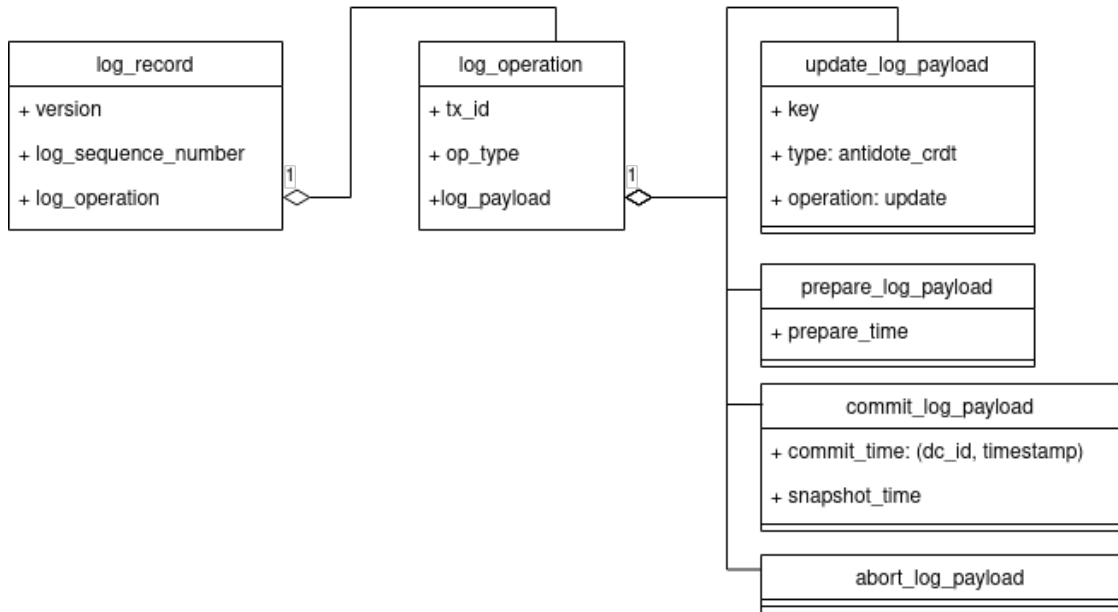 log_record
+ version
+ log_sequence_number
+ log_operation
1
log_operation
+ tx_id
+ op_type
+log_payload
1
update_log_payload
+ key
+ type: antidote_crdt
+ operation: update
prepare_log_payload
+ prepare_time
commit_log_payload
+ commit_time: (dc_id, timestamp)
+ snapshot_time
abort_log_payload